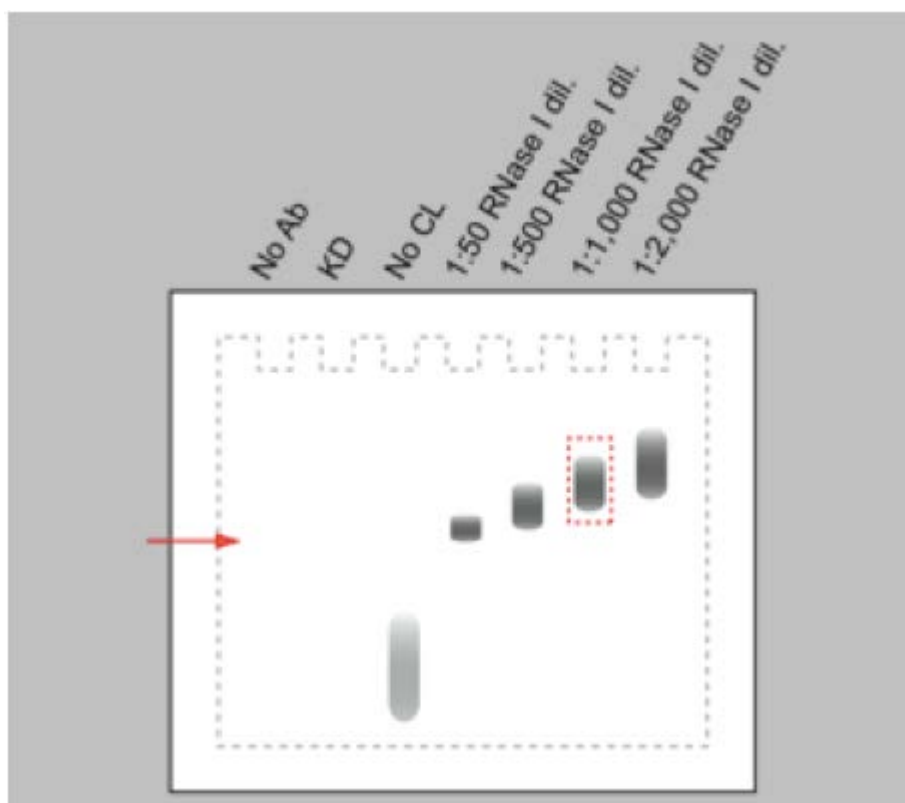 No Ab
KD
No CL
1:50 RNase I dil.
1:500 RNase I dil.
1:1,000 RNase I dil.
1:2,000 RNase I dil.